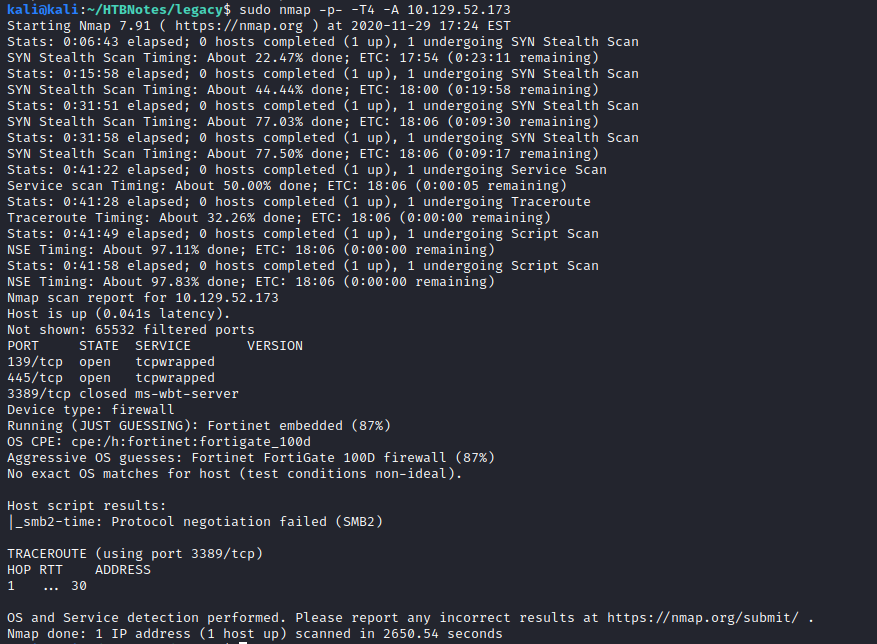 kali@kali:~/HTBNotes/legacy$ sudo nmap -p- -T4 -A 10.129.52.173
Starting Nmap 7.91 ( https://nmap.org ) at 2020-11-29 17:24 EST
Stats: 0:06:43 elapsed; 0 hosts completed (1 up), 1 undergoing SYN Stealth Scan
SYN Stealth Scan Timing: About 22.47% done; ETC: 17:54 (0:23:11 remaining)
Stats: 0:15:58 elapsed; 0 hosts completed (1 up), 1 undergoing SYN Stealth Scan
SYN Stealth Scan Timing: About 44.44% done; ETC: 18:00 (0:19:58 remaining)
Stats: 0:31:51 elapsed; 0 hosts completed (1 up), 1 undergoing SYN Stealth Scan
SYN Stealth Scan Timing: About 77.03% done; ETC: 18:06 (0:09:30 remaining)
Stats: 0:31:58 elapsed; 0 hosts completed (1 up), 1 undergoing SYN Stealth Scan
SYN Stealth Scan Timing: About 77.50% done; ETC: 18:06 (0:09:17 remaining)
Stats: 0:41:22 elapsed; 0 hosts completed (1 up), 1 undergoing Service Scan
Service scan Timing: About 50.00% done; ETC: 18:06 (0:00:05 remaining)
Stats: 0:41:28 elapsed; 0 hosts completed (1 up), 1 undergoing Traceroute
Traceroute Timing: About 32.26% done; ETC: 18:06 (0:00:00 remaining)
Stats: 0:41:49 elapsed; 0 hosts completed (1 up), 1 undergoing Script Scan
NSE Timing: About 97.11% done; ETC: 18:06 (0:00:00 remaining)
Stats: 0:41:58 elapsed; 0 hosts completed (1 up), 1 undergoing Script Scan
NSE Timing: About 97.83% done; ETC: 18:06 (0:00:00 remaining)
Nmap scan report for 10.129.52.173
Host is up (0.041s latency).
Not shown: 65532 filtered ports
PORT     STATE  SERVICE       VERSION
139/tcp  open   tcpwrapped
445/tcp  open   tcpwrapped
3389/tcp closed ms-wbt-server
Device type: firewall
Running (JUST GUESSING): Fortinet embedded (87%)
OS CPE: cpe:/h:fortinet:fortigate_100d
Aggressive OS guesses: Fortinet FortiGate 100D firewall (87%)
No exact OS matches for host (test conditions non-ideal).

Host script results:
|_smb2-time: Protocol negotiation failed (SMB2)

TRACEROUTE (using port 3389/tcp)
HOP RTT    ADDRESS
1   ... 30

OS and Service detection performed. Please report any incorrect results at https://nmap.org/submit/ .
Nmap done: 1 IP address (1 host up) scanned in 2650.54 seconds